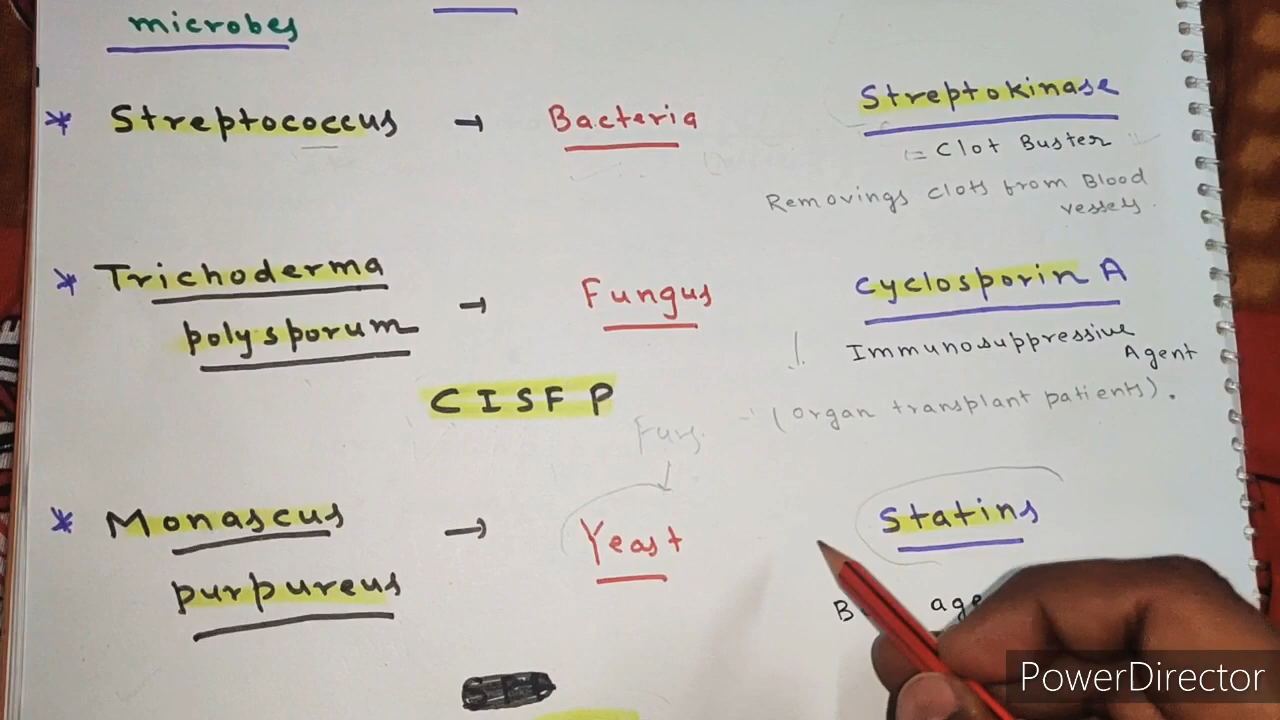 microbes
* Streptococcus → Bacteria Streptokinase
= Clot Buster
Removings clots from Blood
vessels.
* Trichoderma
polysporum → Fungus Cyclosporin A
Immunosuppressive
Agent
(Organ transplant patients).
CISFP
* Monascus
purpureus → Yeast Statins
PowerDirector